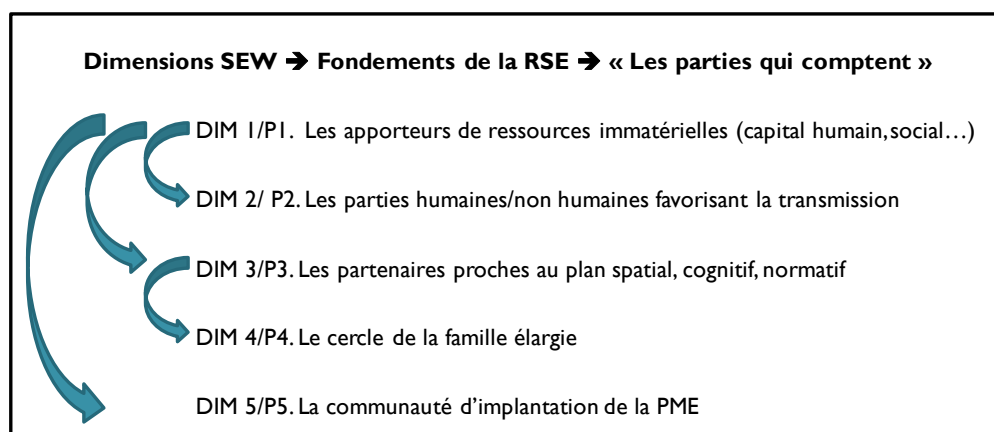 Dimensions SEW ➔ Fondements de la RSE ➔ « Les parties qui comptent »
DIM 1/P1. Les apporteurs de ressources immatérielles (capital humain, social…)
DIM 2/ P2. Les parties humaines/non humaines favorisant la transmission
DIM 3/P3. Les partenaires proches au plan spatial, cognitif, normatif
DIM 4/P4. Le cercle de la famille élargie
DIM 5/P5. La communauté d’implantation de la PME